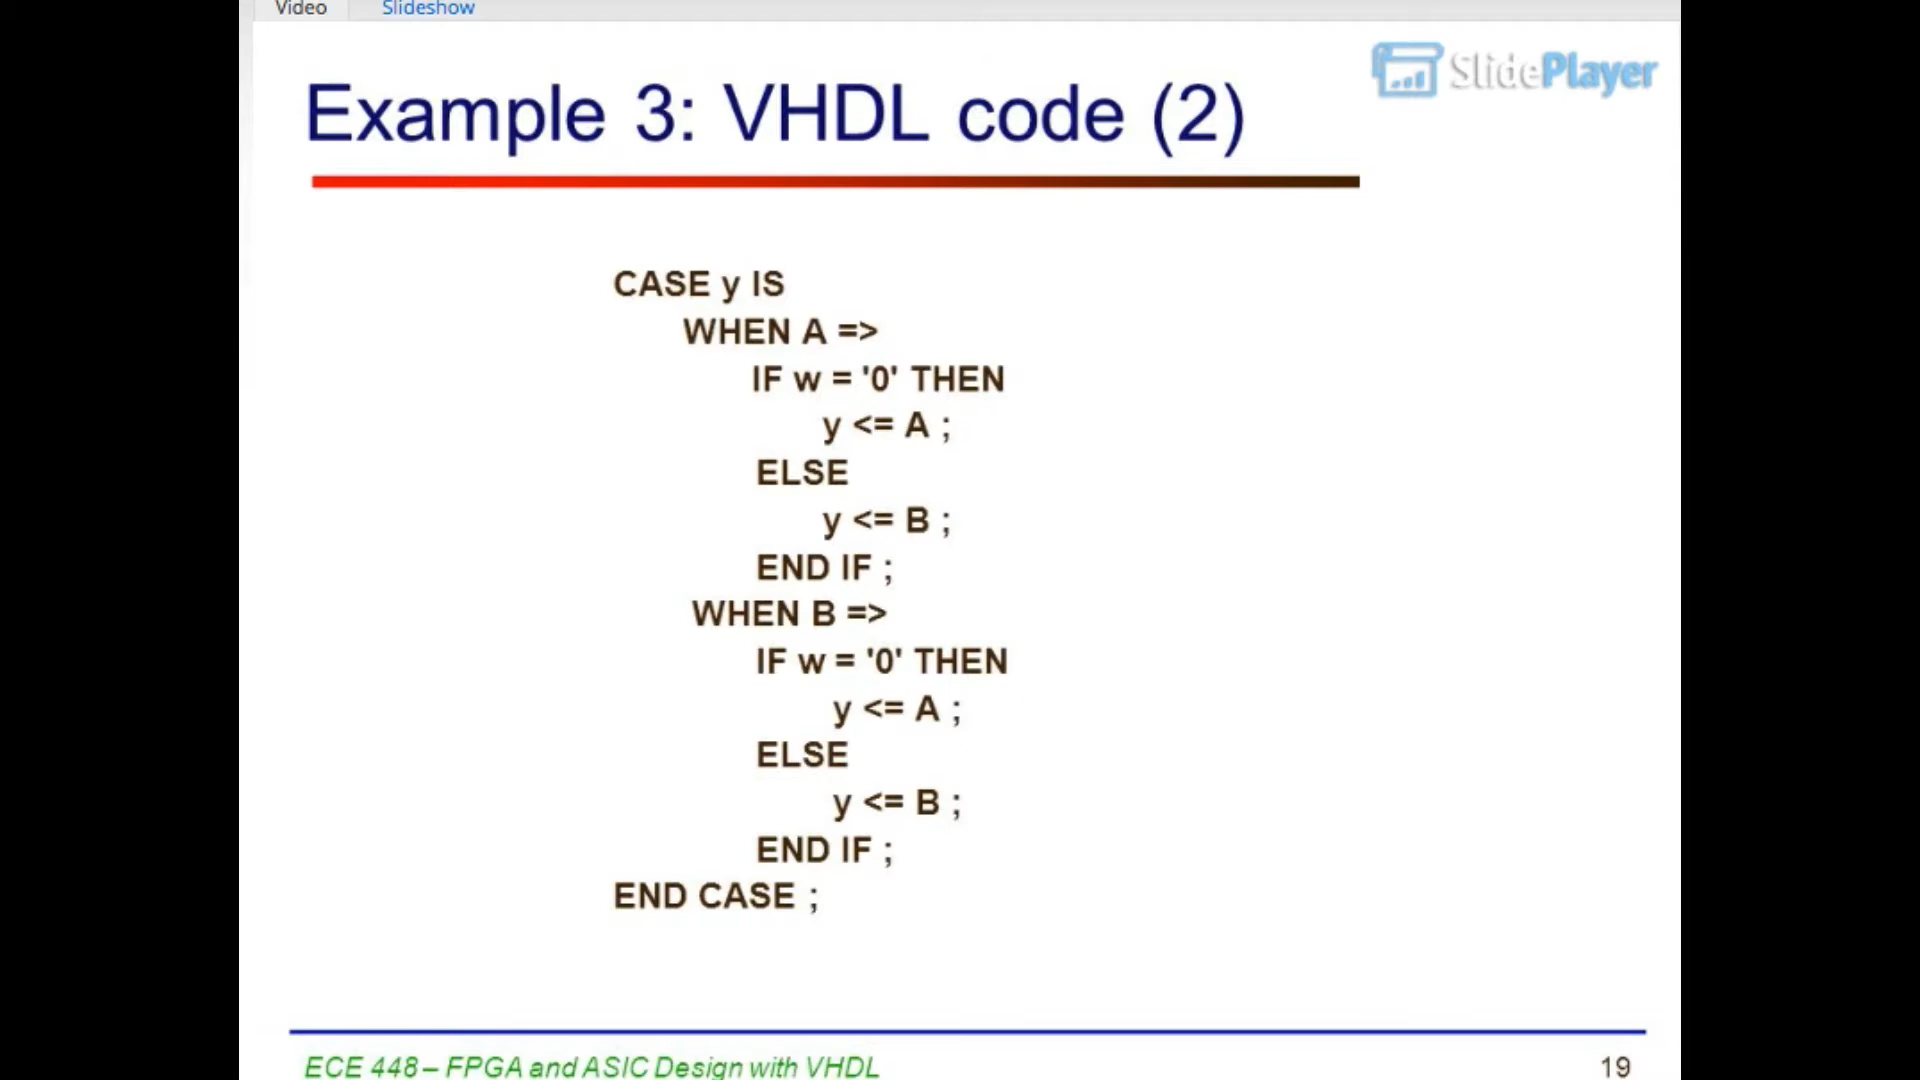 Video Slideshow
SlidePlayer
Example 3: VHDL code (2)
CASE y IS
WHEN A =>
IF w = '0' THEN
y <= A ;
ELSE
y <= B ;
END IF ;
WHEN B =>
IF w = '0' THEN
y <= A ;
ELSE
y <= B ;
END IF ;
END CASE ;
ECE 448 – FPGA and ASIC Design with VHDL 19